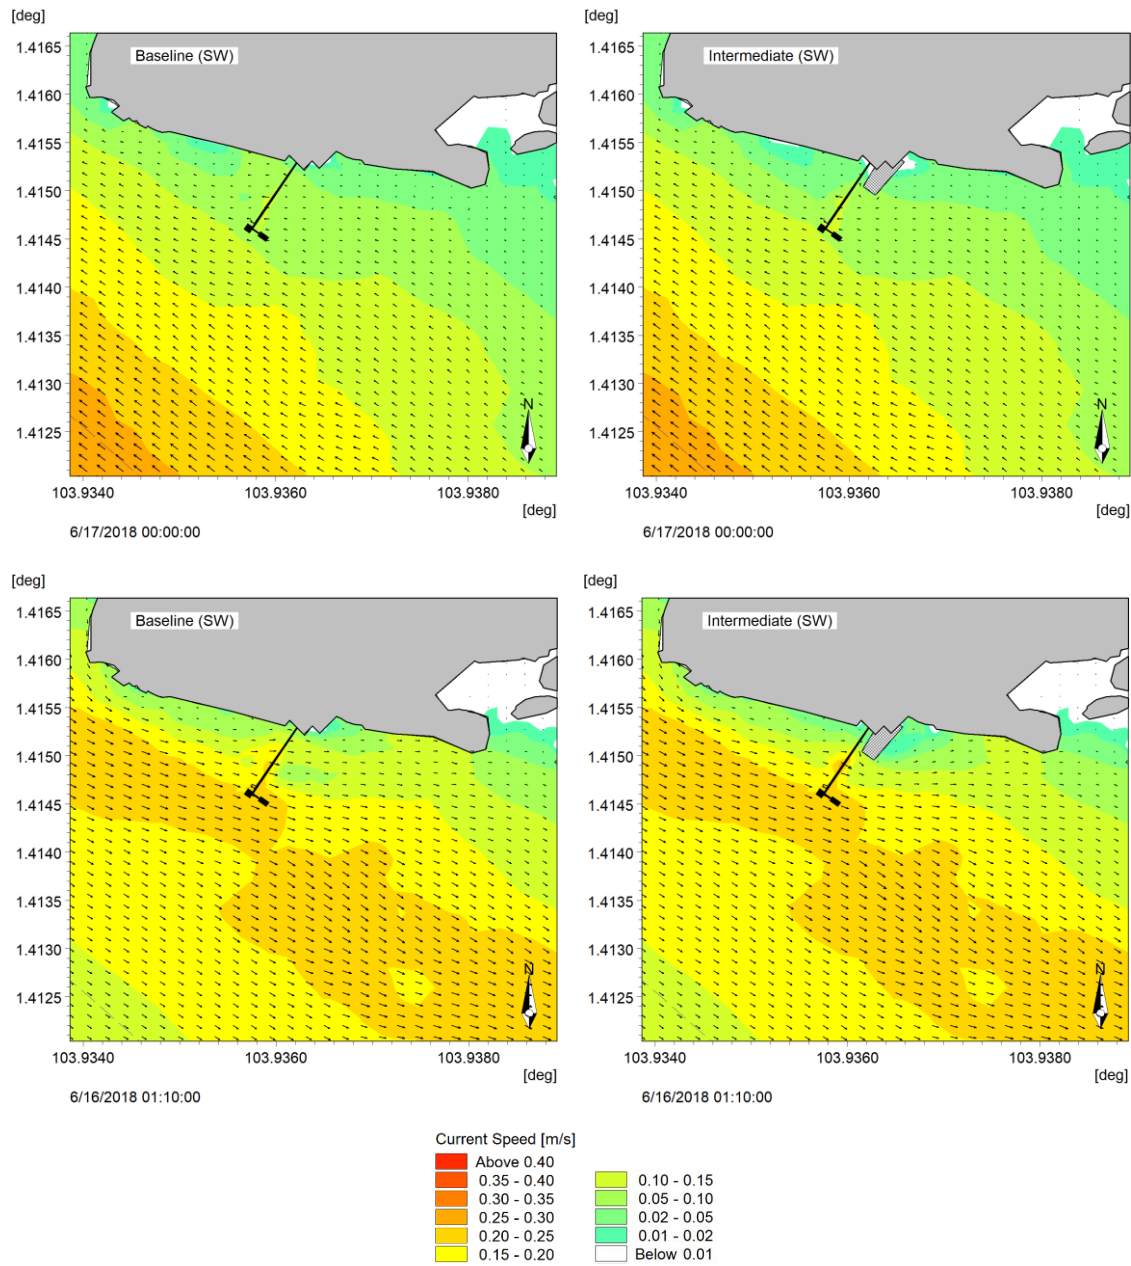 [deg]
[deg]
Baseline (SW)
Intermediate (SW)
1.4165
1.4160
1.4155
1.4150
1.4145
1.4140
1.4135
1.4130
1.4125
1.4165
1.4160
1.4155
1.4150
1.4145
1.4140
1.4135
1.4130
1.4125
N
N
103.9340
103.9360
103.9380
103.9340
103.9360
103.9380
[deg]
[deg]
6/17/2018 00:00:00
6/17/2018 00:00:00
[deg]
[deg]
Baseline (SW)
Intermediate (SW)
1.4165
1.4160
1.4155
1.4150
1.4145
1.4140
1.4135
1.4130
1.4125
1.4165
1.4160
1.4155
1.4150
1.4145
1.4140
1.4135
1.4130
1.4125
N
N
103.9340
103.9360
103.9380
103.9340
103.9360
103.9380
[deg]
[deg]
6/16/2018 01:10:00
6/16/2018 01:10:00
Current Speed [m/s]
Above 0.40
0.35 - 0.40
0.30 - 0.35
0.25 - 0.30
0.20 - 0.25
0.15 - 0.20
0.10 - 0.15
0.05 - 0.10
0.02 - 0.05
0.01 - 0.02
Below 0.01